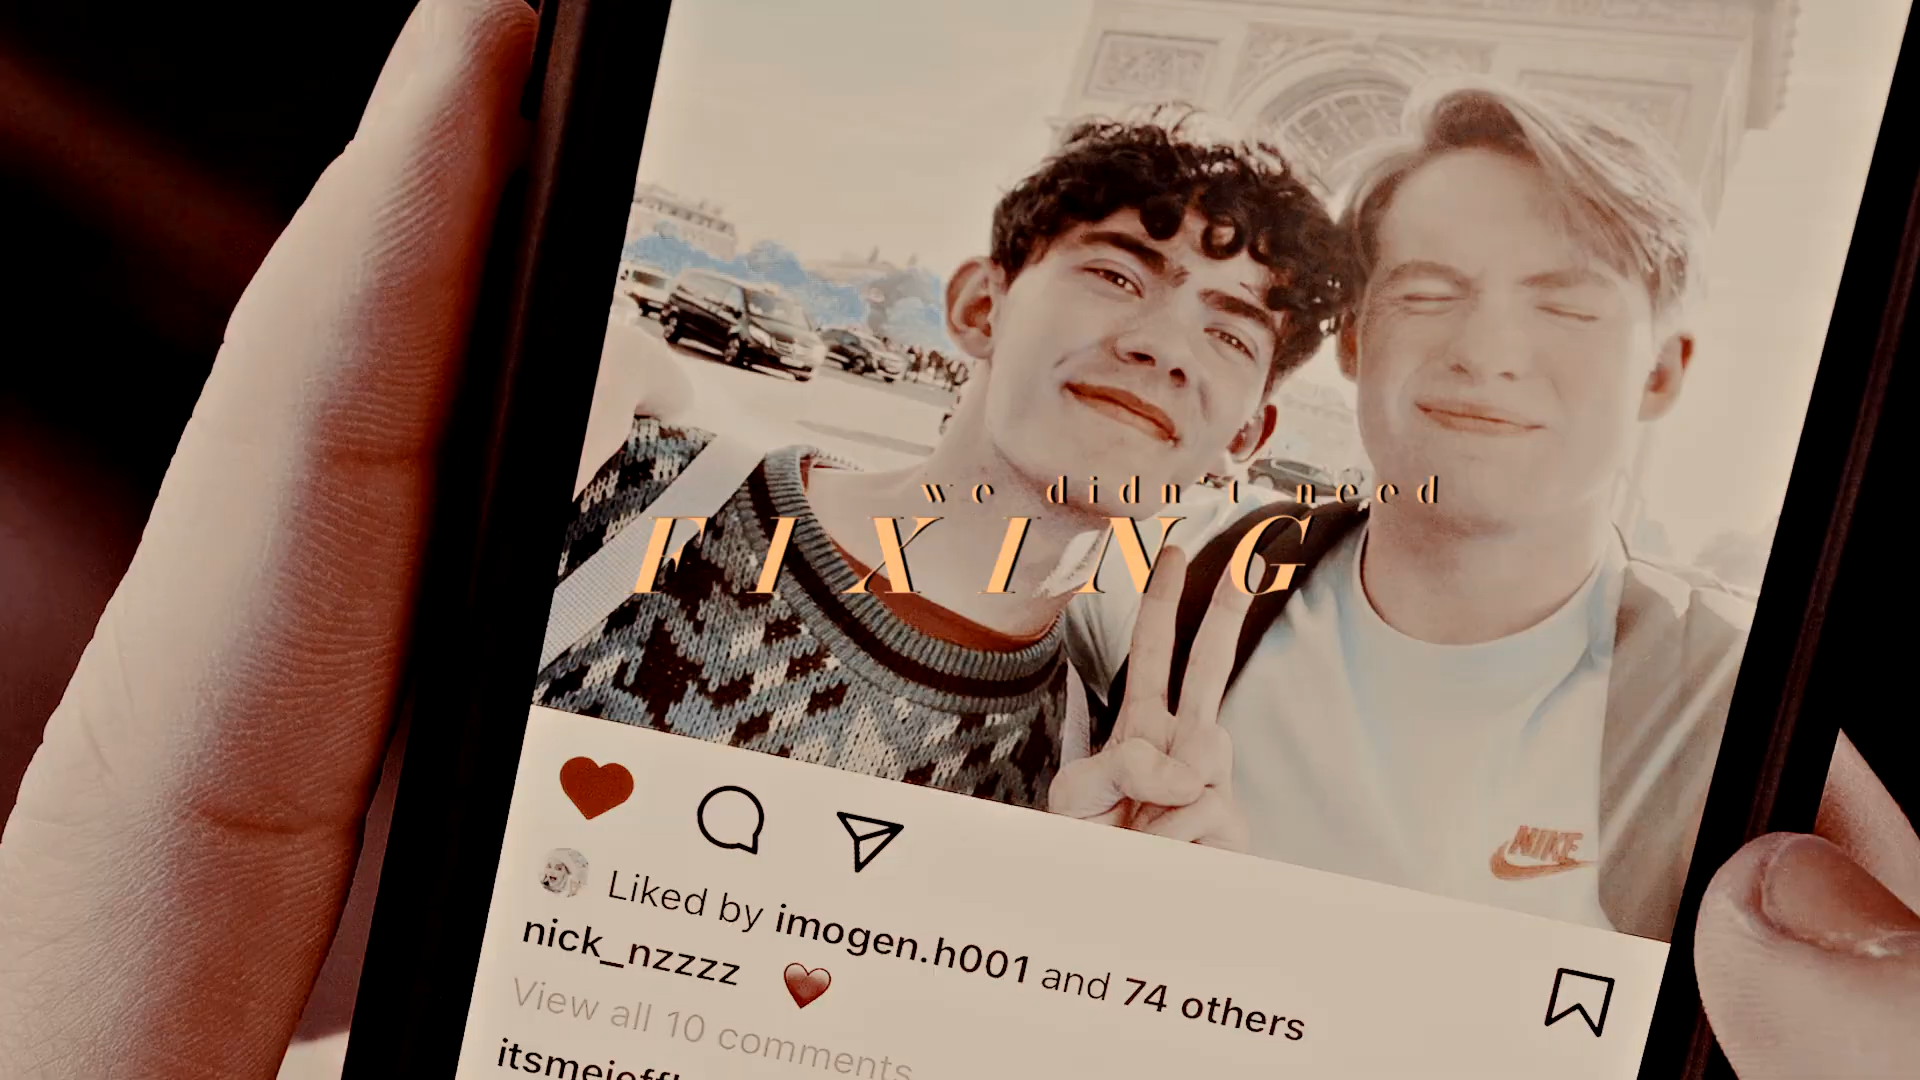 we didn't need
FIXING
NIKE
Liked by imogen.h001 and 74 others
nick_nzzzz ❤
View all 10 comments